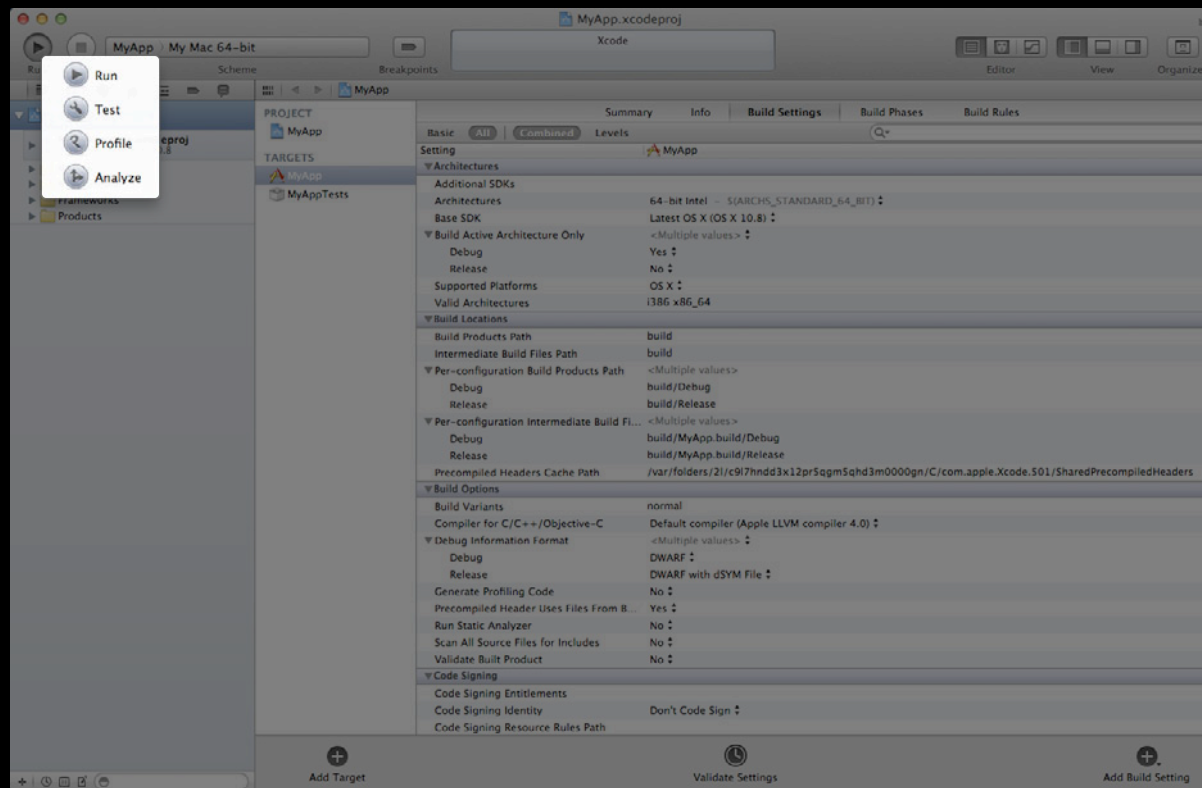 MyApp.xcodeproj
MyApp My Mac 64-bit
Xcode
Scheme
Breakpoints
Editor
View
Organize
Run
Test
Profile
Analyze
eproj
Frameworks
Products
MyApp
PROJECT
MyApp
TARGETS
MyApp
MyAppTests
Summary Info Build Settings Build Phases Build Rules
Basic All Combined Levels
Setting MyApp
Architectures
Additional SDKs
Architectures 64-bit Intel - $(ARCHS_STANDARD_64_BIT)
Base SDK Latest OS X (OS X 10.8)
Build Active Architecture Only <Multiple values>
Debug Yes
Release No
Supported Platforms OS X
Valid Architectures i386 x86_64
Build Locations
Build Products Path build
Intermediate Build Files Path build
Per-configuration Build Products Path <Multiple values>
Debug build/Debug
Release build/Release
Per-configuration Intermediate Build Fi... <Multiple values>
Debug build/MyApp.build/Debug
Release build/MyApp.build/Release
Precompiled Headers Cache Path /var/folders/2l/c9l7hndd3x12pr5qgm5qhd3m0000gn/C/com.apple.Xcode.501/SharedPrecompiledHeaders
Build Options
Build Variants normal
Compiler for C/C++/Objective-C Default compiler (Apple LLVM compiler 4.0)
Debug Information Format <Multiple values>
Debug DWARF
Release DWARF with dSYM File
Generate Profiling Code No
Precompiled Header Uses Files From B... Yes
Run Static Analyzer No
Scan All Source Files for Includes No
Validate Built Product No
Code Signing
Code Signing Entitlements
Code Signing Identity Don't Code Sign
Code Signing Resource Rules Path
Add Target
Validate Settings
Add Build Setting